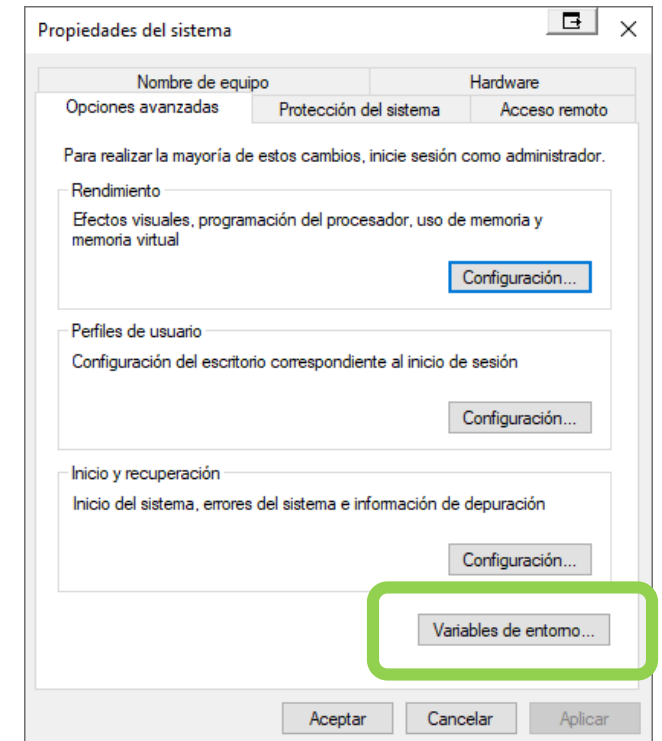 Propiedades del sistema
Nombre de equipo
Hardware
Opciones avanzadas
Protección del sistema
Acceso remoto
Para realizar la mayoría de estos cambios, inicie sesión como administrador.
Rendimiento
Efectos visuales, programación del procesador, uso de memoria y
memoria virtual
Configuración...
Perfiles de usuario
Configuración del escritorio correspondiente al inicio de sesión
Configuración...
Inicio y recuperación
Inicio del sistema, errores del sistema e información de depuración
Configuración...
Variables de entorno...
Aceptar
Cancelar
Aplicar